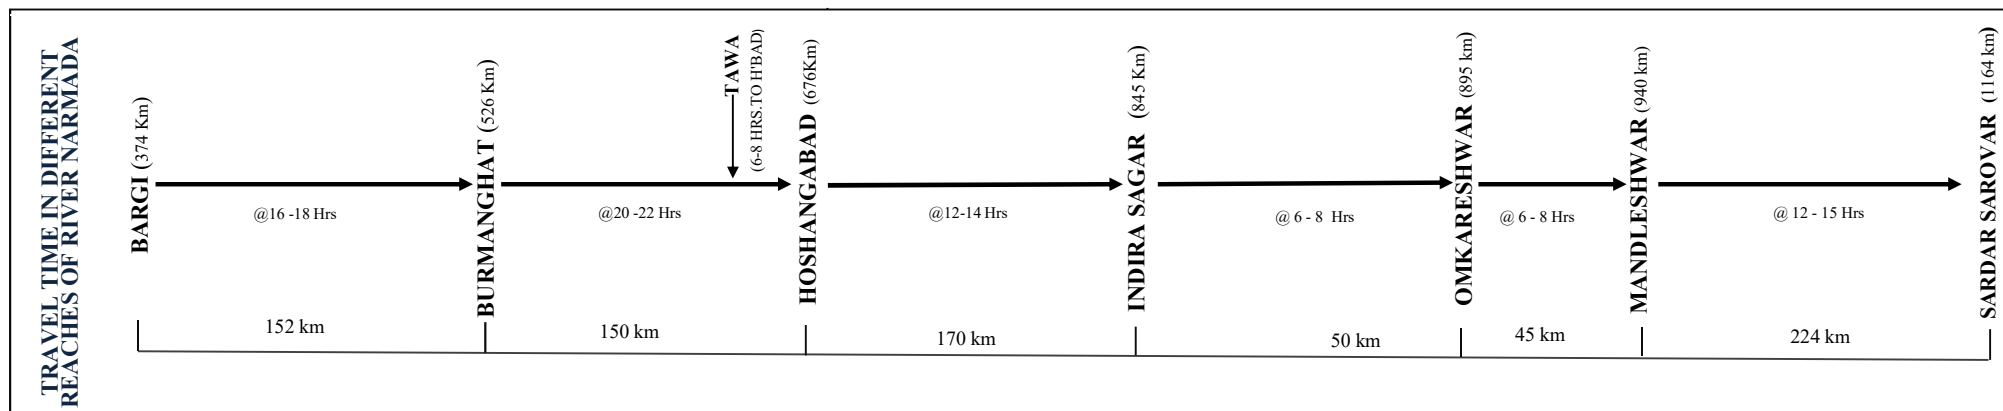 TRAVEL TIME IN DIFFERENT
REACHES OF RIVER NARMADA
BARGI (374 Km)
@16 -18 Hrs
BURMANGHAT (526 Km)
@20 -22 Hrs
TAWA
(6-8 HRS.TO H'BAD)
HOSHANGABAD (676Km)
@12-14 Hrs
INDIRA SAGAR (845 Km)
@ 6 - 8 Hrs
OMKARESHWAR (895 km)
@ 6 - 8 Hrs
MANDLESHWAR (940 km)
@ 12 - 15 Hrs
SARDAR SAROVAR (1164 km)
152 km
150 km
170 km
50 km
45 km
224 km